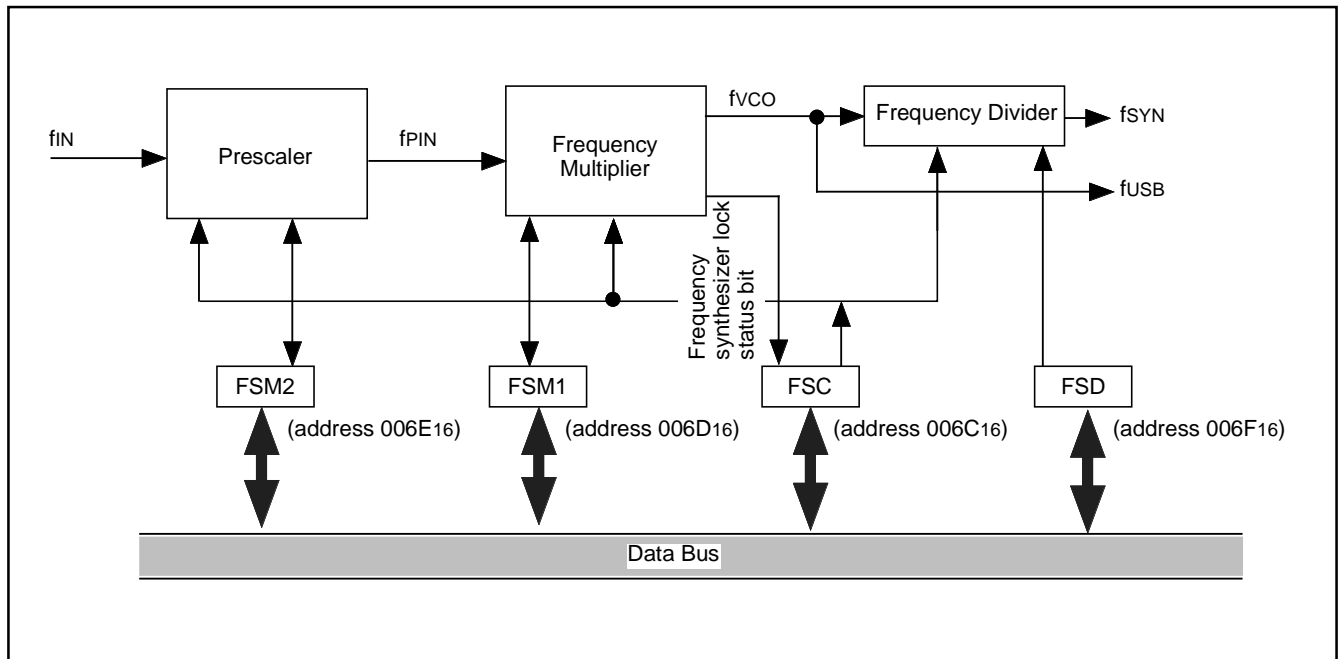 fIN
Prescaler
fPIN
Frequency
Multiplier
fVCO
Frequency Divider
fSYN
fUSB
Frequency
synthesizer lock
status bit
FSM2
(address 006E16)
FSM1
(address 006D16)
FSC
(address 006C16)
FSD
(address 006F16)
Data Bus